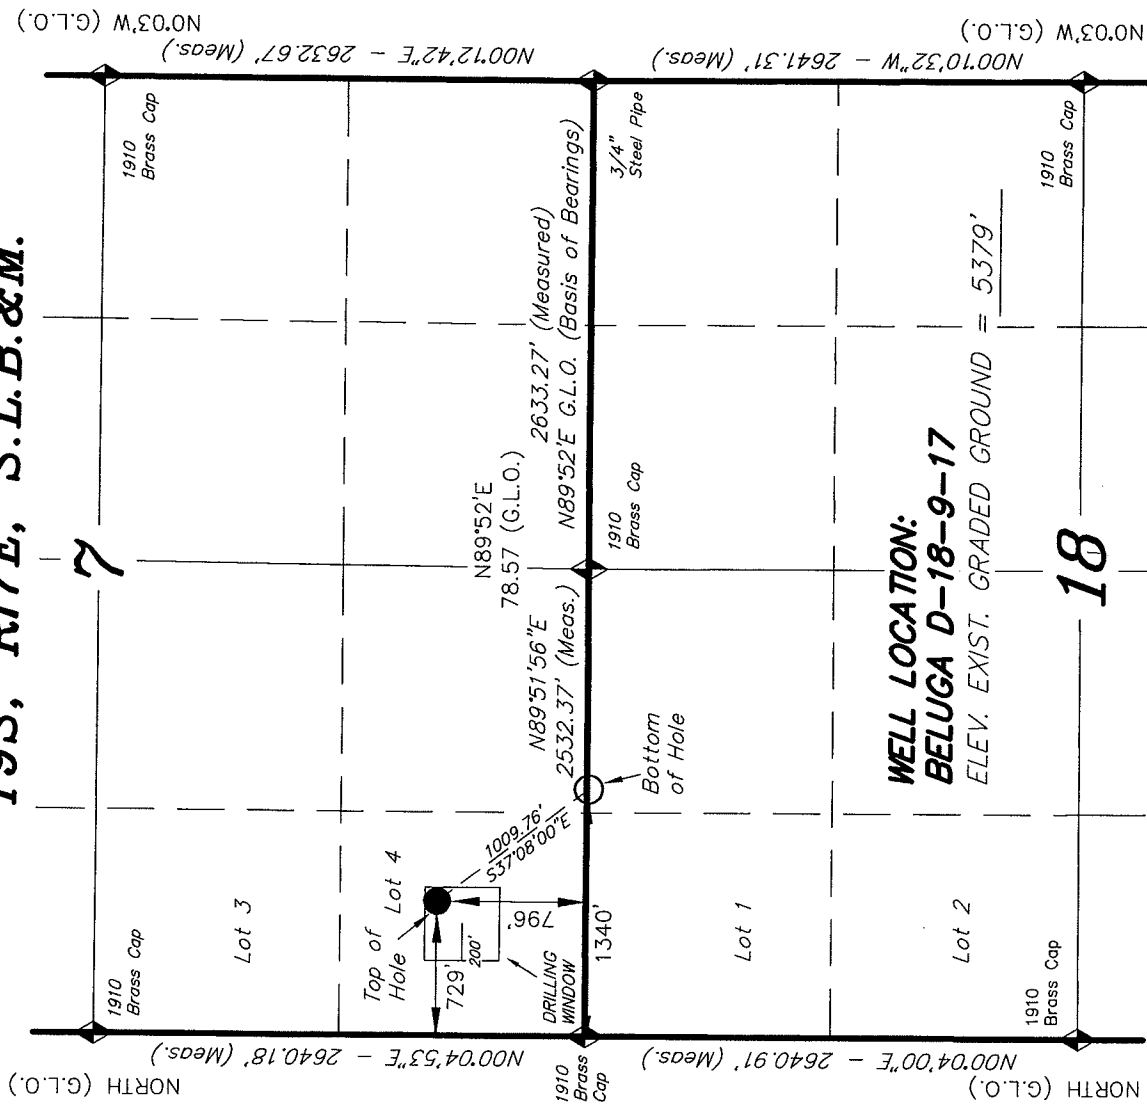 T9S, R17E, S.L.B.&M.
N0°03'W (G.L.O.)
N00°12'42"E - 2632.67' (Meas.)
N00°10'32"W - 2641.31' (Meas.)
N0°03'W (G.L.O.)
1910
Brass Cap
3/4"
Steel Pipe
1910
Brass Cap
7
N89°52'E
78.57 (G.L.O.)
2633.27' (Measured)
N89°52'E G.L.O. (Basis of Bearings)
1910
Brass Cap
N89°51'56"E
2532.37' (Meas.)
Bottom
of Hole
1009.76'
S37°08'00"E
Top of
Hole
Lot 4
Lot 3
1910
Brass Cap
729'
200'
796'
DRILLING
WINDOW
1340'
Lot 1
Lot 2
1910
Brass Cap
1910
Brass
Cap
WELL LOCATION:
BELUGA D-18-9-17
ELEV. EXIST. GRADED GROUND = 5379'
18
NORTH (G.L.O.)
N00°04'53"E - 2640.18' (Meas.)
N00°04'00"E - 2640.91' (Meas.)
NORTH (G.L.O.)